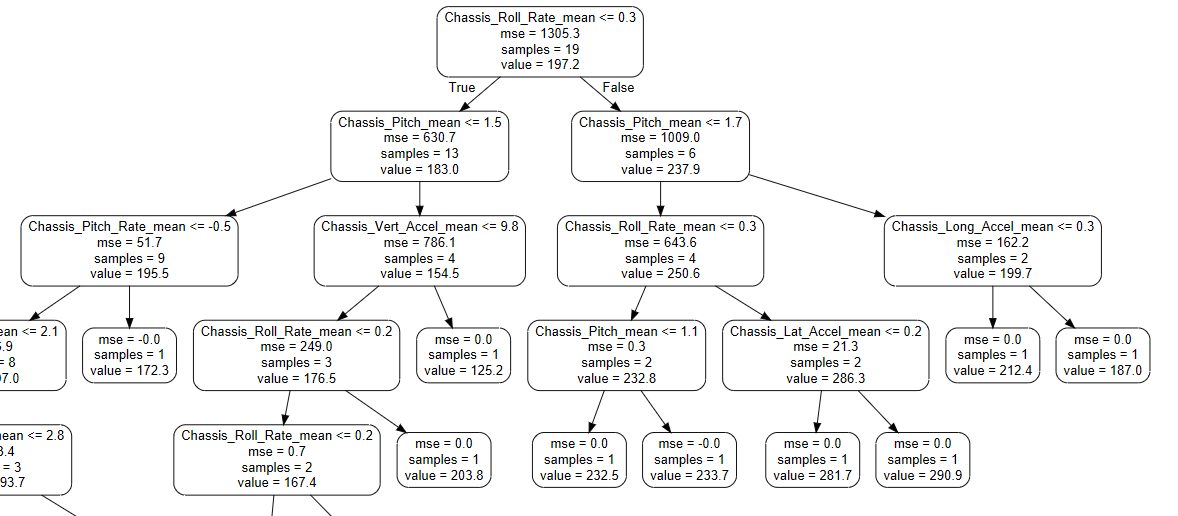 Chassis_Roll_Rate_mean <= 0.3
mse = 1305.3
samples = 19
value = 197.2
True
False
Chassis_Pitch_mean <= 1.5
mse = 630.7
samples = 13
value = 183.0
Chassis_Pitch_mean <= 1.7
mse = 1009.0
samples = 6
value = 237.9
Chassis_Pitch_Rate_mean <= -0.5
mse = 51.7
samples = 9
value = 195.5
Chassis_Vert_Accel_mean <= 9.8
mse = 786.1
samples = 4
value = 154.5
Chassis_Roll_Rate_mean <= 0.3
mse = 643.6
samples = 4
value = 250.6
Chassis_Long_Accel_mean <= 0.3
mse = 162.2
samples = 2
value = 199.7
ean <= 2.1
.9
= 8
7.0
mse = -0.0
samples = 1
value = 172.3
Chassis_Roll_Rate_mean <= 0.2
mse = 249.0
samples = 3
value = 176.5
mse = 0.0
samples = 1
value = 125.2
Chassis_Pitch_mean <= 1.1
mse = 0.3
samples = 2
value = 232.8
Chassis_Lat_Accel_mean <= 0.2
mse = 21.3
samples = 2
value = 286.3
mse = 0.0
samples = 1
value = 212.4
mse = 0.0
samples = 1
value = 187.0
ean <= 2.8
3.4
= 3
93.7
Chassis_Roll_Rate_mean <= 0.2
mse = 0.7
samples = 2
value = 167.4
mse = 0.0
samples = 1
value = 203.8
mse = 0.0
samples = 1
value = 232.5
mse = -0.0
samples = 1
value = 233.7
mse = 0.0
samples = 1
value = 281.7
mse = 0.0
samples = 1
value = 290.9